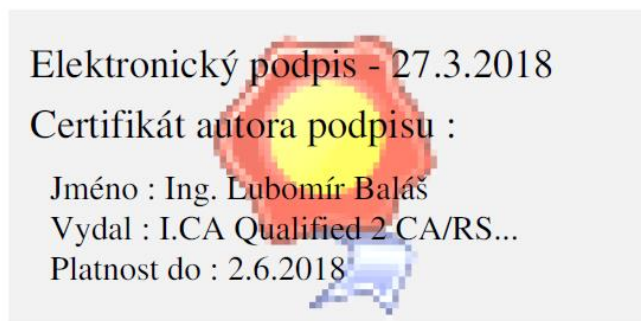 Elektronický podpis - 27.3.2018
Certifikát autora podpisu :
Jméno : Ing. Lubomír Baláš
Vydal : I.CA Qualified 2 CA/RS...
Platnost do : 2.6.2018